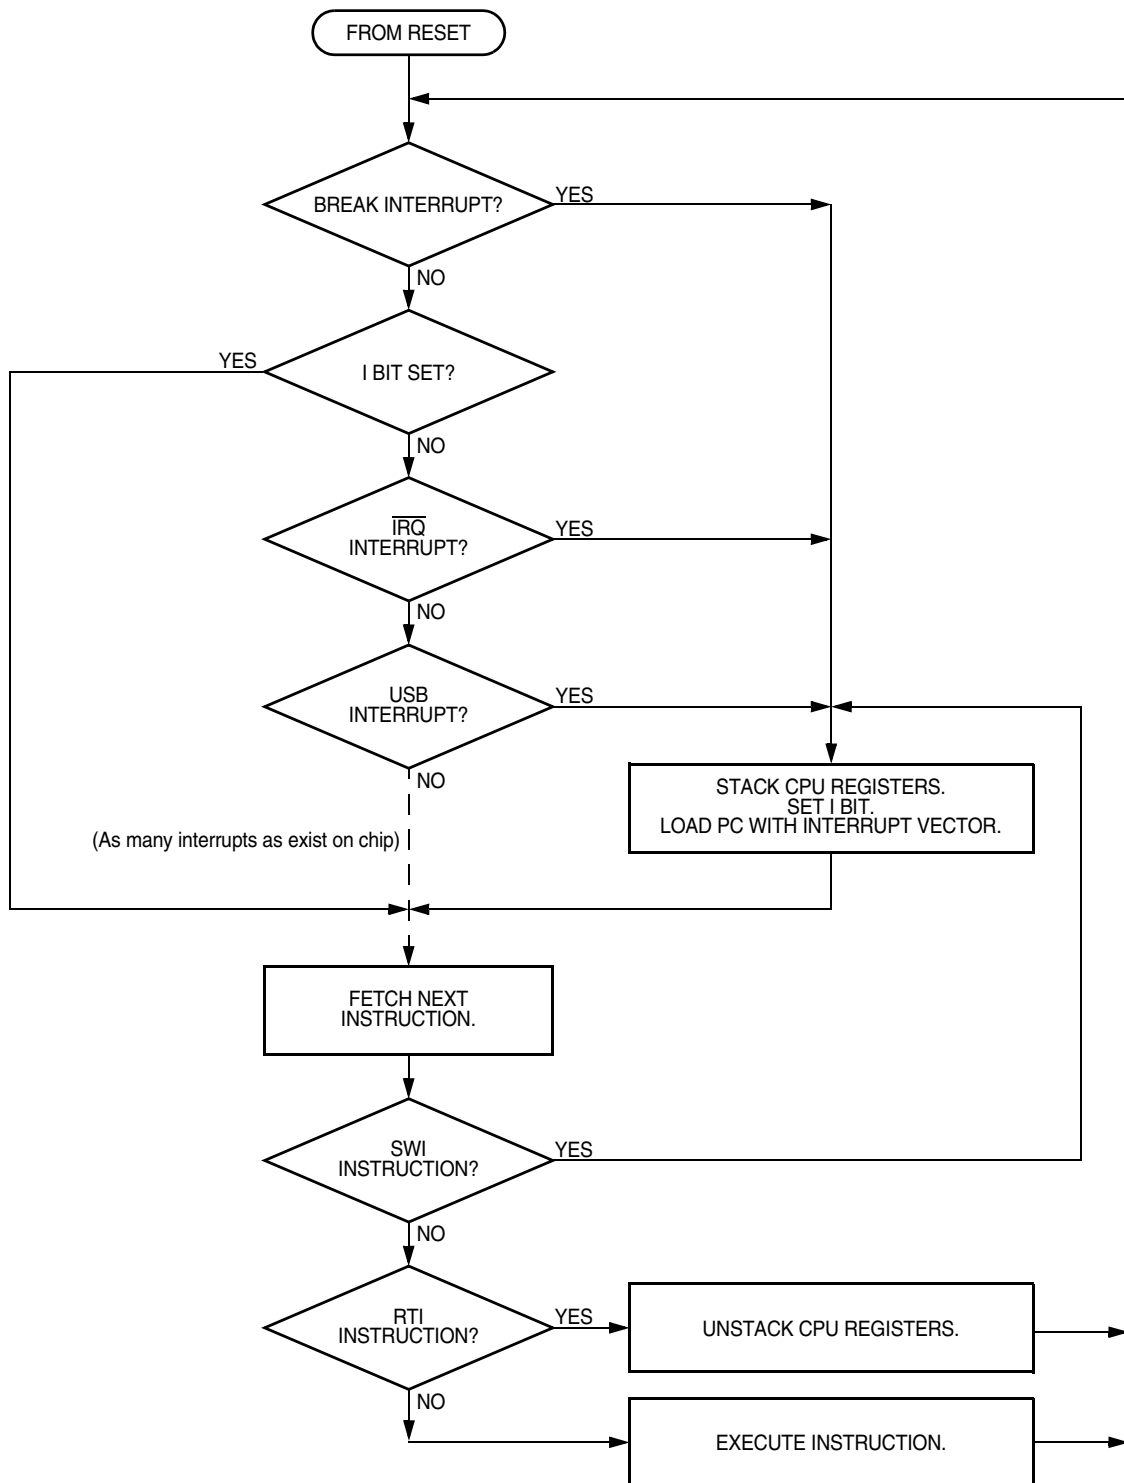 FROM RESET
BREAK INTERRUPT?
YES
NO
YES
I BIT SET?
NO
IRQ
INTERRUPT?
YES
NO
USB
INTERRUPT?
YES
NO
STACK CPU REGISTERS.
SET I BIT.
LOAD PC WITH INTERRUPT VECTOR.
(As many interrupts as exist on chip)
FETCH NEXT
INSTRUCTION.
SWI
INSTRUCTION?
YES
NO
RTI
INSTRUCTION?
YES
UNSTACK CPU REGISTERS.
NO
EXECUTE INSTRUCTION.